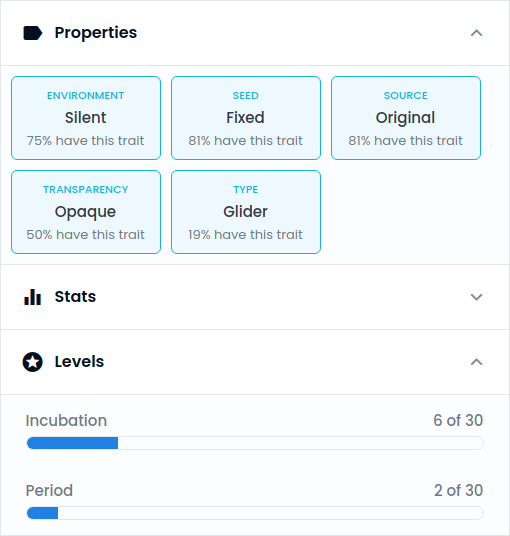 Properties
ENVIRONMENT
Silent
75% have this trait
SEED
Fixed
81% have this trait
SOURCE
Original
81% have this trait
TRANSPARENCY
Opaque
50% have this trait
TYPE
Glider
19% have this trait
Stats
Levels
Incubation 6 of 30
Period 2 of 30